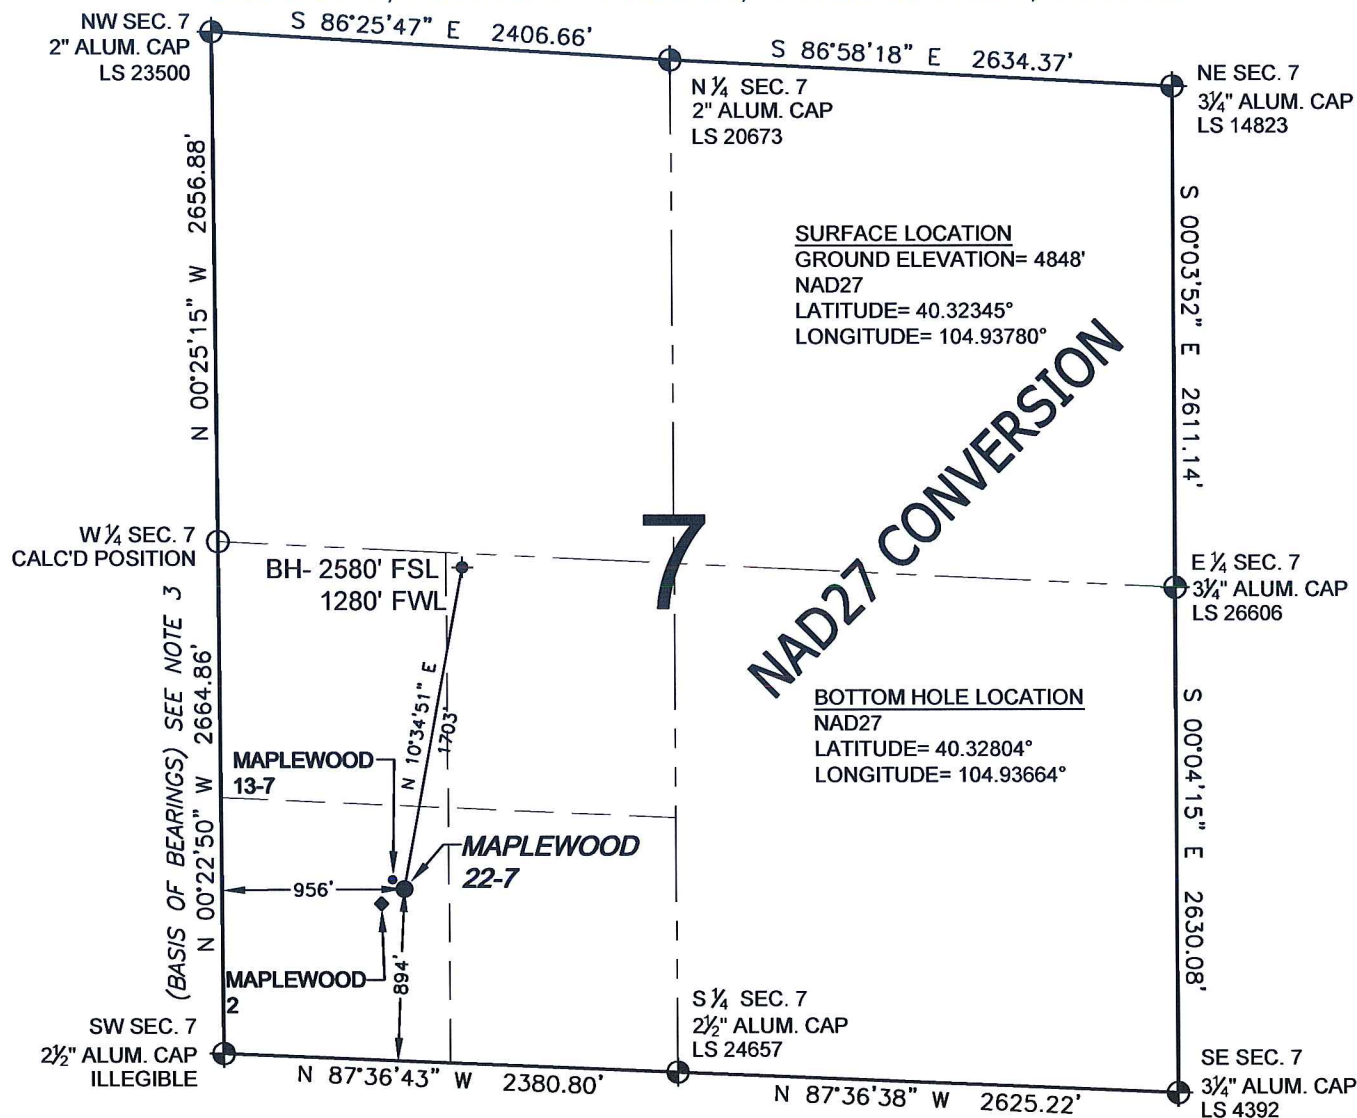 NW SEC. 7
2" ALUM. CAP
LS 23500
S 86°25'47" E 2406.66'
S 86°58'18" E 2634.37'
N ¼ SEC. 7
2" ALUM. CAP
LS 20673
NE SEC. 7
3¼" ALUM. CAP
LS 14823
N 00°25'15" W 2656.88'
S 00°03'52" E 2611.14'
SURFACE LOCATION
GROUND ELEVATION= 4848'
NAD27
LATITUDE= 40.32345°
LONGITUDE= 104.93780°
NAD27 CONVERSION
7
W ¼ SEC. 7
CALC'D POSITION
BH- 2580' FSL
1280' FWL
E ¼ SEC. 7
3¼" ALUM. CAP
LS 26606
(BASIS OF BEARINGS) SEE NOTE 3
N 00°22'50" W 2664.86'
N 10°34'51" E
1703'
BOTTOM HOLE LOCATION
NAD27
LATITUDE= 40.32804°
LONGITUDE= 104.93664°
S 00°04'15" E 2630.08'
MAPLEWOOD
13-7
MAPLEWOOD
22-7
956'
894'
MAPLEWOOD
2
SW SEC. 7
2½" ALUM. CAP
ILLEGIBLE
S ¼ SEC. 7
2½" ALUM. CAP
LS 24657
N 87°36'43" W 2380.80'
N 87°36'38" W 2625.22'
SE SEC. 7
3¼" ALUM. CAP
LS 4392